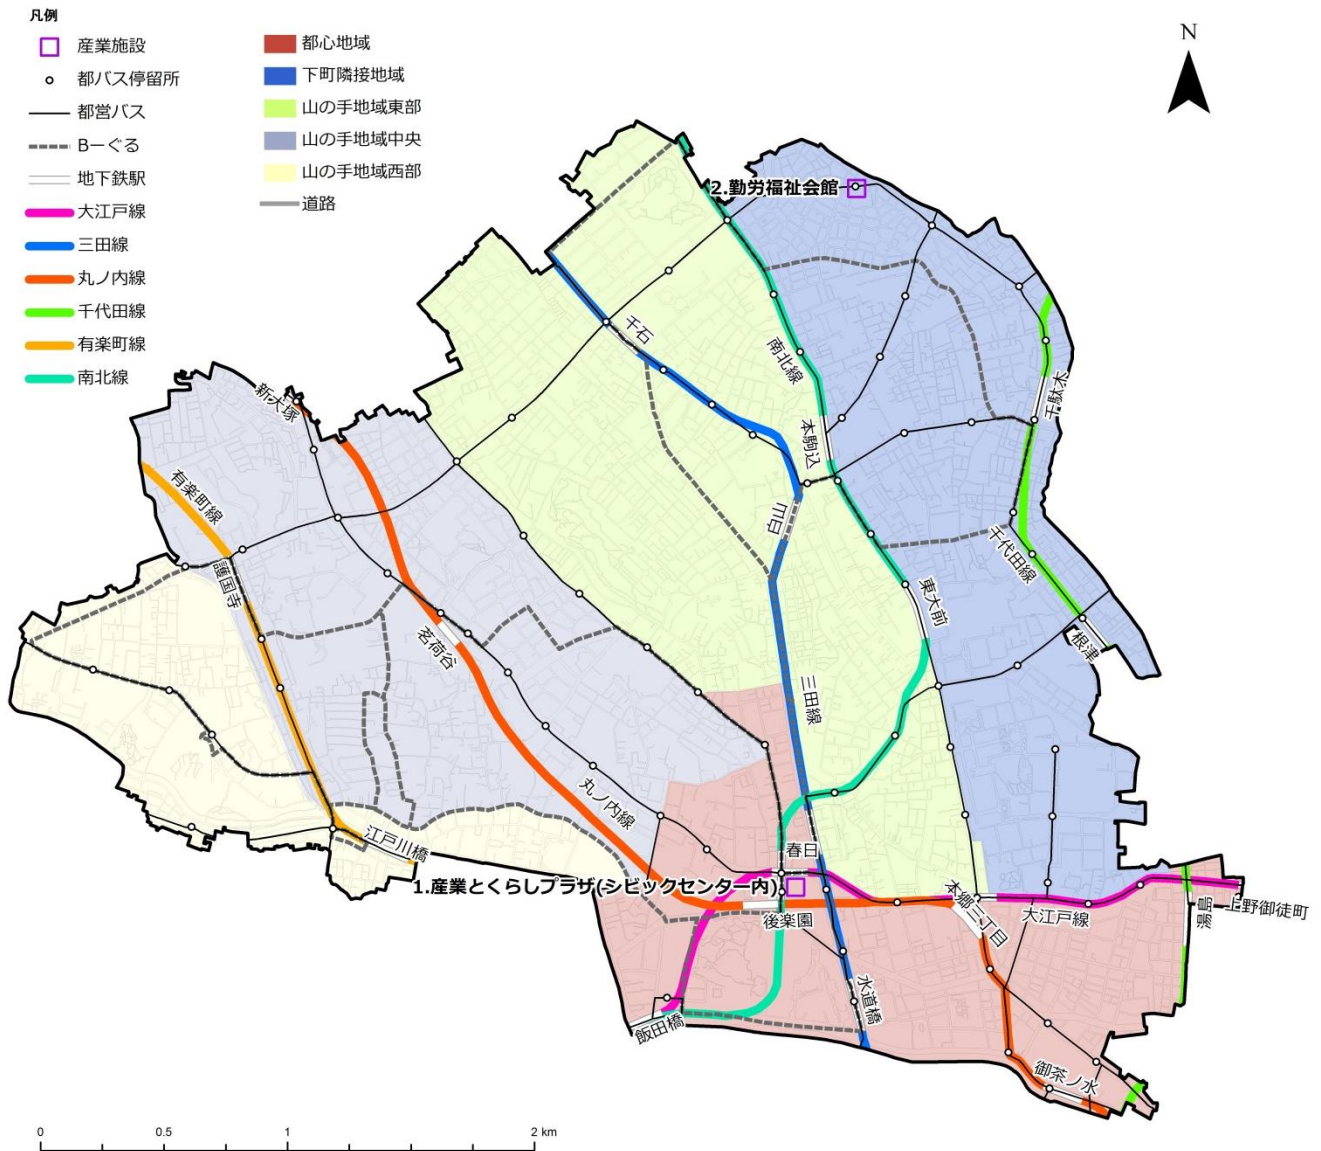 凡例
産業施設
都バス停留所
都営バス
Bーぐる
地下鉄駅
大江戸線
三田線
丸ノ内線
千代田線
有楽町線
南北線
都心地域
下町隣接地域
山の手地域東部
山の手地域中央
山の手地域西部
道路
N
2.勤労福祉会館
千石
南北線
本駒込
千駄木
新大塚
有楽町線
護国寺
白山
千代田線
東大前
根津
茗荷谷
三田線
丸ノ内線
江戸川橋
春日
1.産業とくらしプラザ(シビックセンター内)
後楽園
本郷三丁目
大江戸線
湯島
上野御徒町
水道橋
飯田橋
御茶ノ水
0 0.5 1 2 km